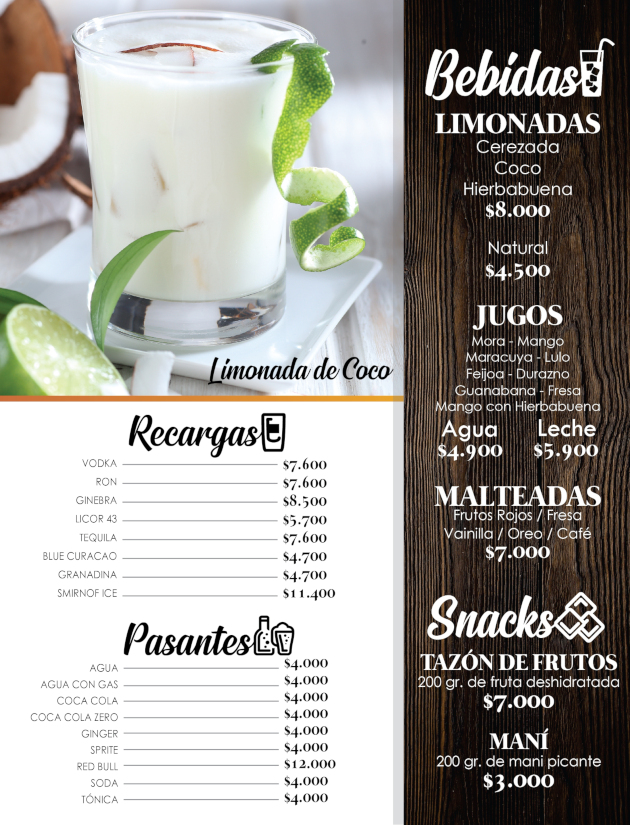 Limonada de Coco
Recargas
VODKA $7.600
RON $7.600
GINEBRA $8.500
LICOR 43 $5.700
TEQUILA $7.600
BLUE CURACAO $4.700
GRANADINA $4.700
SMIRNOF ICE $11.400
Pasantes
AGUA $4.000
AGUA CON GAS $4.000
COCA COLA $4.000
COCA COLA ZERO $4.000
GINGER $4.000
SPRITE $4.000
RED BULL $12.000
SODA $4.000
TÓNICA $4.000
Bebidas
LIMONADAS
Cerezada
Coco
Hierbabuena
$8.000
Natural
$4.500
JUGOS
Mora - Mango
Maracuya - Lulo
Feijoa - Durazno
Guanabana - Fresa
Mango con Hierbabuena
Agua Leche
$4.900 $5.900
MALTEADAS
Frutos Rojos / Fresa
Vainilla / Oreo / Café
$7.000
Snacks
TAZÓN DE FRUTOS
200 gr. de fruta deshidratada
$7.000
MANÍ
200 gr. de mani picante
$3.000